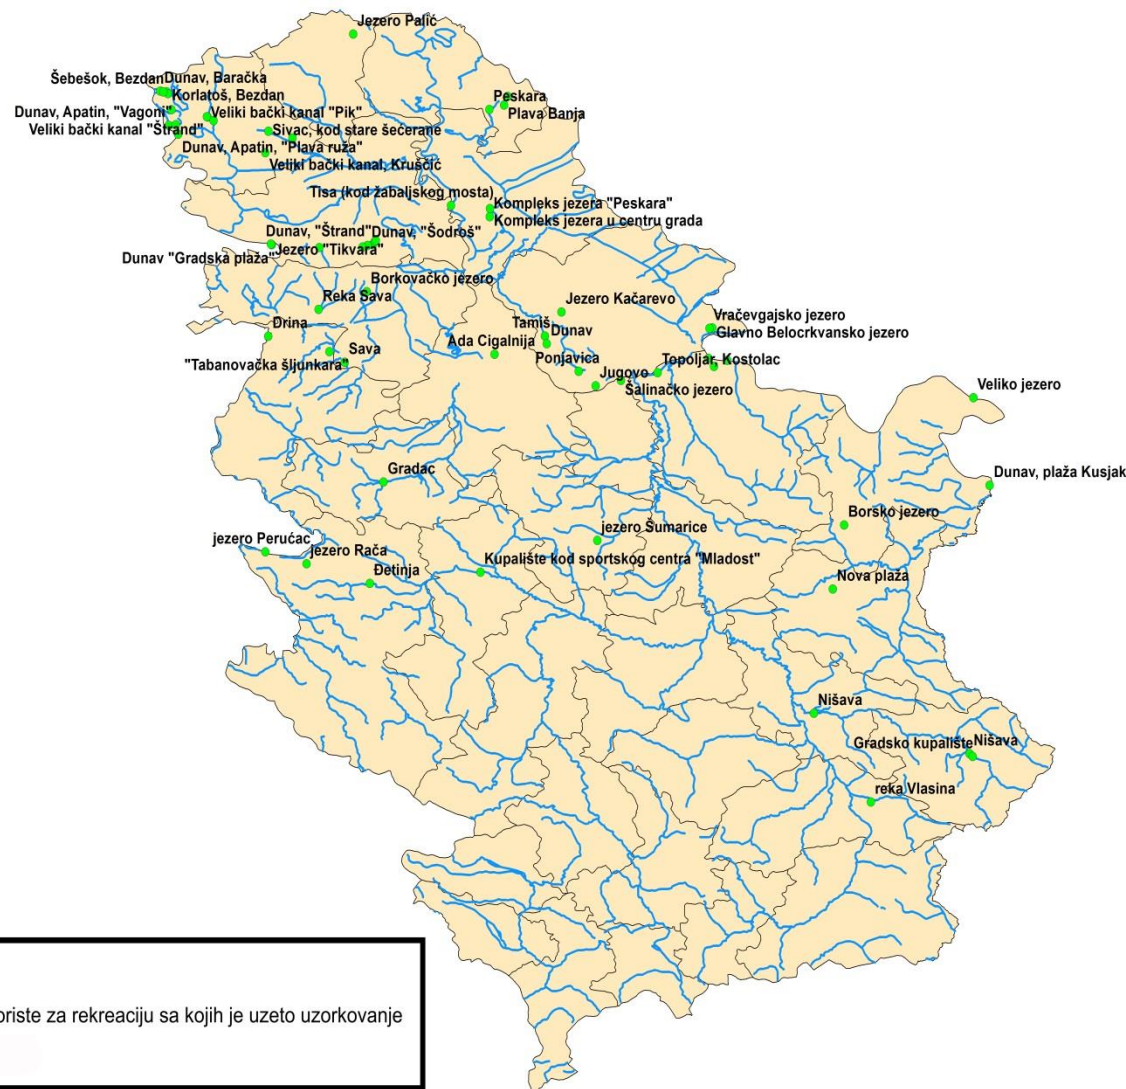 Jezero Palić
Šebešok, Bezdan
Dunav, Baračka
Korlatoš, Bezdan
Peskara
Plava Banja
Dunav, Apatin, "Vagoni"
Veliki bački kanal "Pik"
Veliki bački kanal "Štrand"
Sivac, kod stare šećerane
Dunav, Apatin, "Plava ruža"
Veliki bački kanal, Kruščić
Tisa (kod žabaljskog mosta)
Kompleks jezera "Peskara"
Kompleks jezera u centru grada
Dunav, "Štrand"
Dunav, "Šodroš"
Dunav "Gradska plaža"
Jezero "Tikvara"
Borkovačko jezero
Reka Sava
Jezero Kačarevo
Vračevgajsko jezero
Glavno Belocrkvansko jezero
Drina
Tamiš
Dunav
Ada Cigalnija
Sava
"Tabanovačka šljunkara"
Ponjavica
Topoljar, Kostolac
Jugovo
Šalinačko jezero
Veliko jezero
Gradac
Dunav, plaža Kusjak
Borsko jezero
jezero Šumarice
jezero Perućac
jezero Rača
Kupalište kod sportskog centra "Mladost"
Đetinja
Nova plaža
Nišava
Gradsko kupalište
Nišava
reka Vlasina
oriste za rekreaciju sa kojih je uzeto uzorkovanje